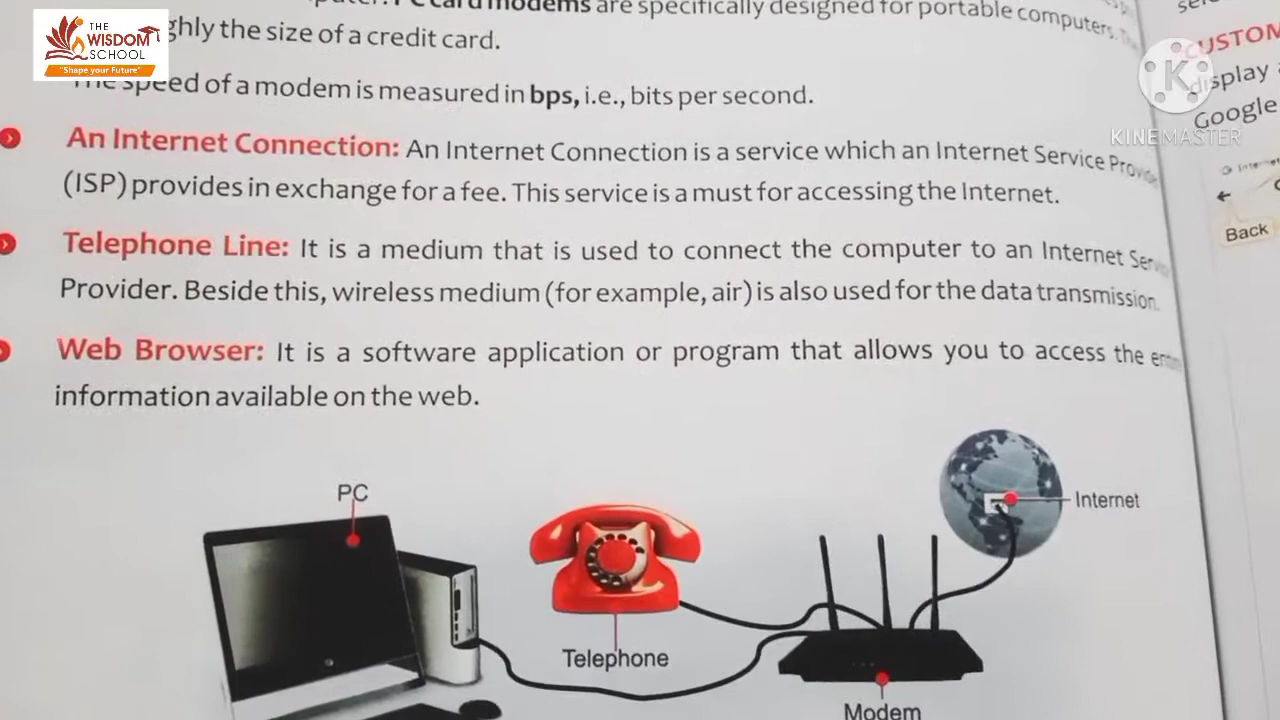 THE
WISDOM
SCHOOL
"Shape your Future"
PC card modems are specifically designed for portable computers.
the size of a credit card.
The speed of a modem is measured in bps, i.e., bits per second.
An Internet Connection: An Internet Connection is a service which an Internet Service
(ISP) provides in exchange for a fee. This service is a must for accessing the Internet.
Telephone Line: It is a medium that is used to connect the computer to an Internet
Provider. Beside this, wireless medium (for example, air) is also used for the data transmission.
Web Browser: It is a software application or program that allows you to access the
information available on the web.
PC
Telephone
Modem
Internet
display
Google
Back
K
KINEMASTER